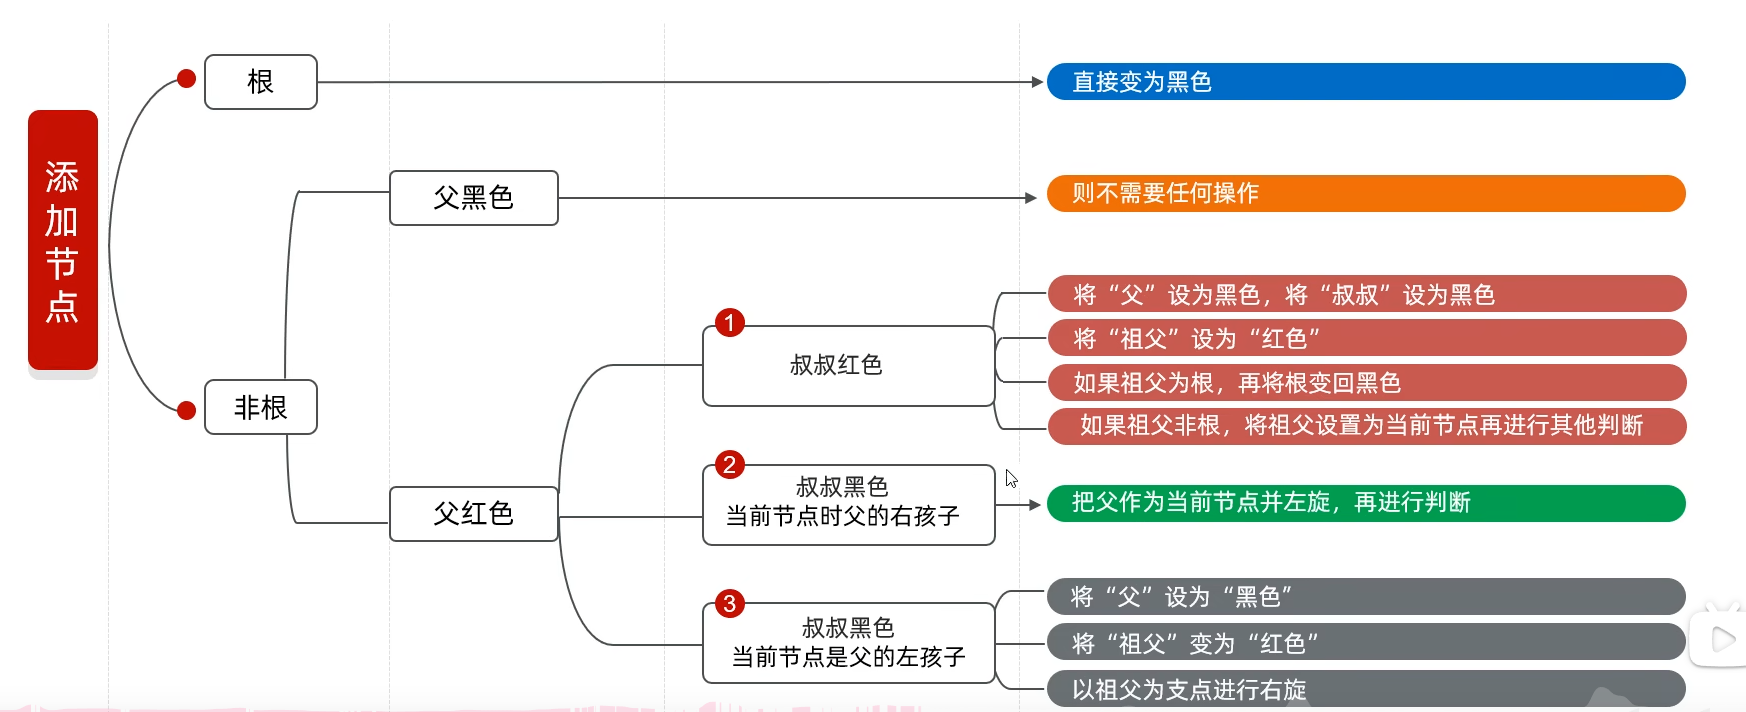 添加节点
根
直接变为黑色
父黑色
则不需要任何操作
非根
父红色
1
叔叔红色
将“父”设为黑色，将“叔叔”设为黑色
将“祖父”设为“红色”
如果祖父为根，再将根变回黑色
如果祖父非根，将祖父设置为当前节点再进行其他判断
2
叔叔黑色
当前节点时父的右孩子
把父作为当前节点并左旋，再进行判断
3
叔叔黑色
当前节点是父的左孩子
将“父”设为“黑色”
将“祖父”变为“红色”
以祖父为支点进行右旋